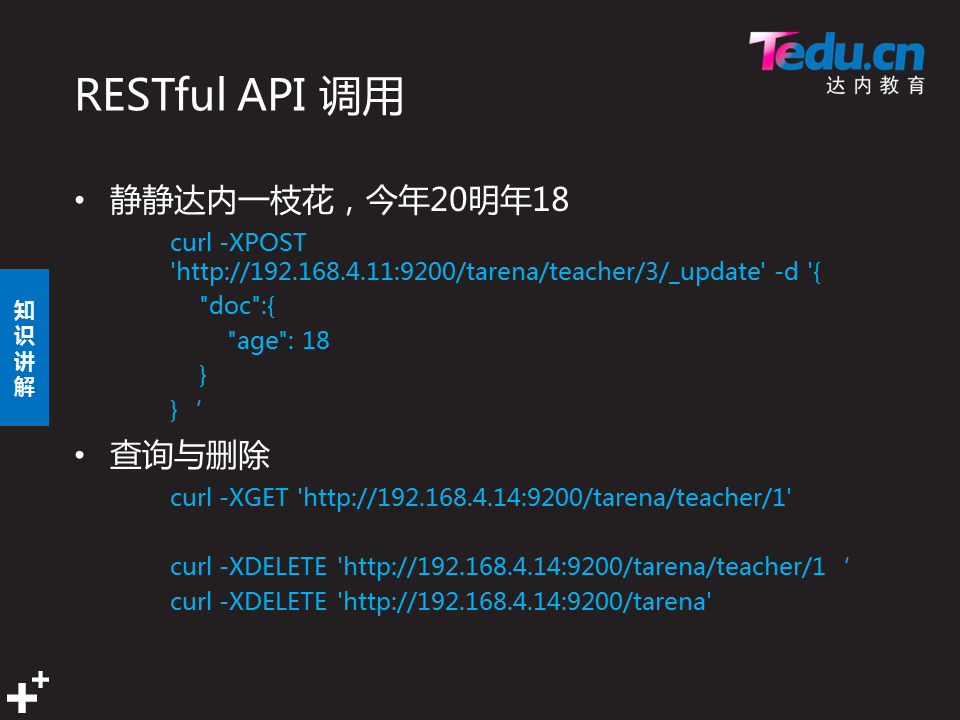 Tedu.cn
达内教育
RESTful API 调用
• 静静达内一枝花，今年20明年18
curl -XPOST
'http://192.168.4.11:9200/tarena/teacher/3/_update' -d '{
"doc":{
"age": 18
}
}‘
知识讲解
• 查询与删除
curl -XGET 'http://192.168.4.14:9200/tarena/teacher/1'
curl -XDELETE 'http://192.168.4.14:9200/tarena/teacher/1‘
curl -XDELETE 'http://192.168.4.14:9200/tarena'